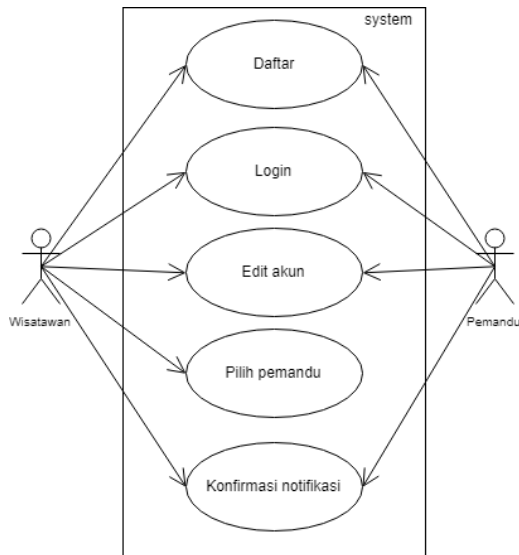 system
Daftar
Login
Edit akun
Wisatawan
Pemandu
Pilih pemandu
Konfirmasi notifikasi